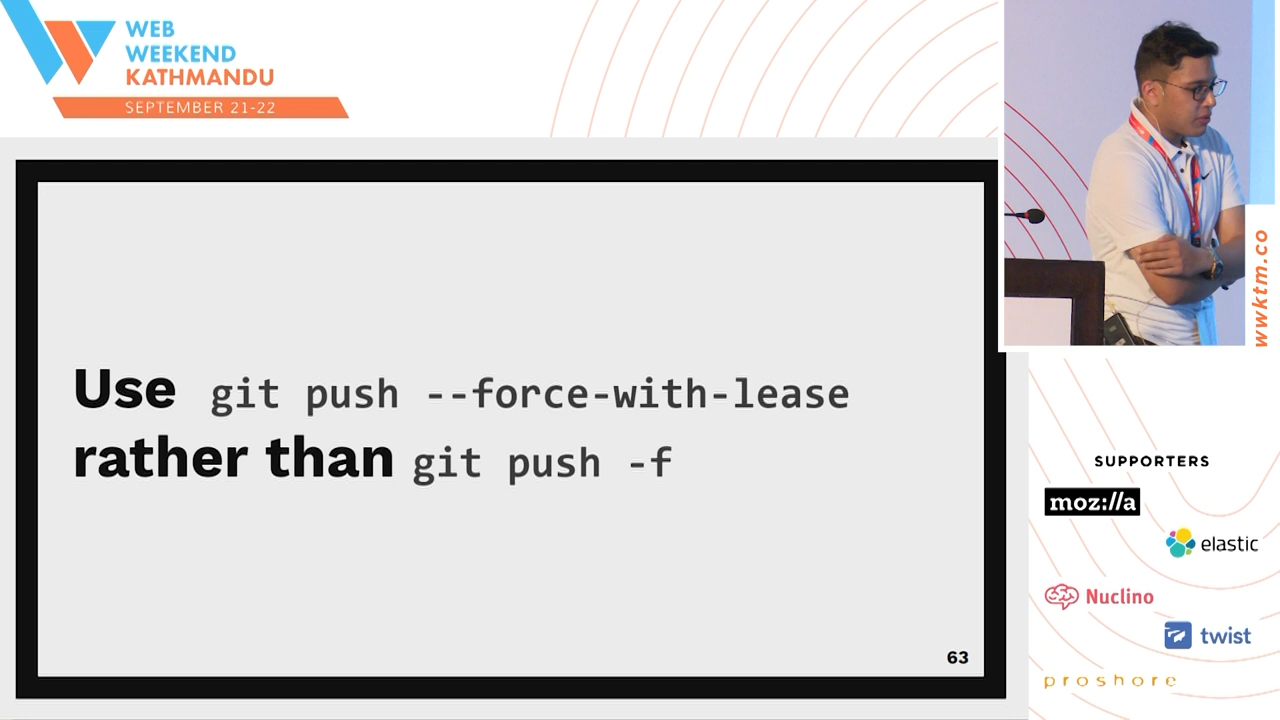 WEB
WEEKEND
KATHMANDU
SEPTEMBER 21-22
wwktm.co
Use git push --force-with-lease
rather than git push -f
63
SUPPORTERS
moz://a
elastic
Nuclino
twist
proshore